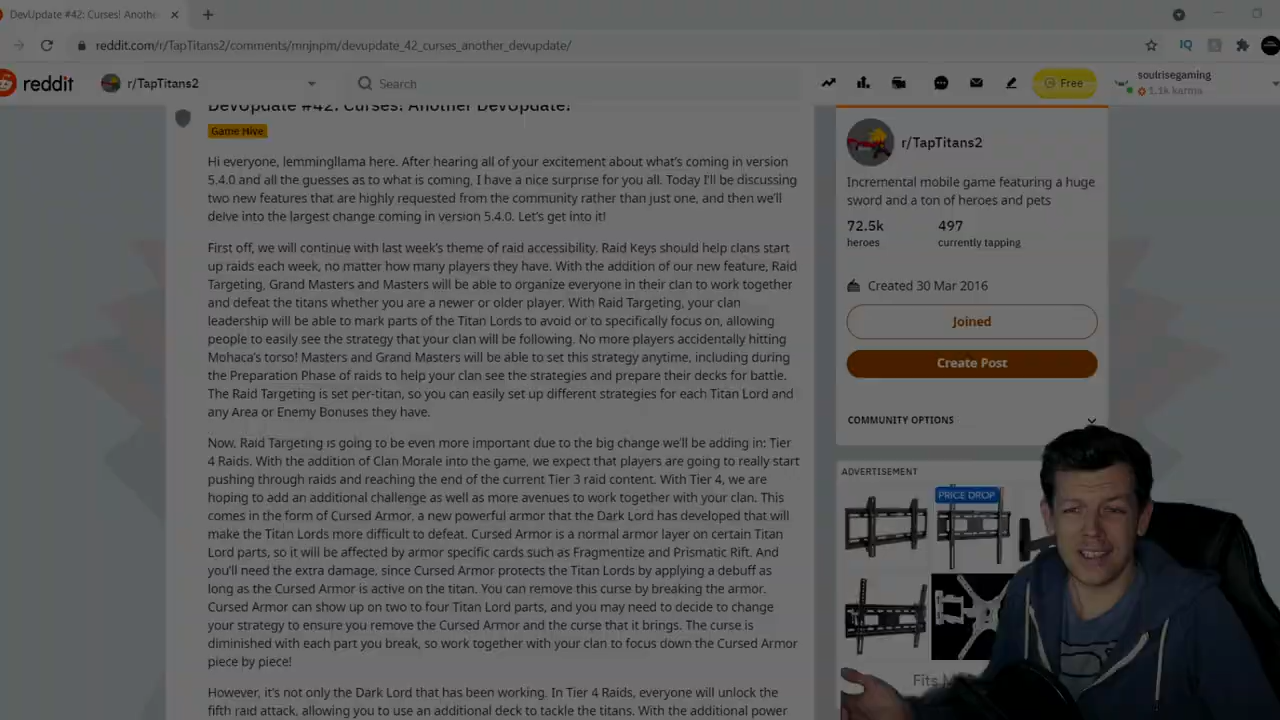 DevUpdate #42: Curses! Anothe
reddit.com/r/TapTitans2/comments/mnjnpm/devupdate_42_curses_another_devupdate/
IQ
reddit
r/TapTitans2
Search
Free
soulrisegaming
1.1k karma
DevUpdate #42: Curses! Another DevUpdate!
Game Hive
Hi everyone, lemmingllama here. After hearing all of your excitement about what's coming in version
5.4.0 and all the guesses as to what is coming, I have a nice surprise for you all. Today I'll be discussing
two new features that are highly requested from the community rather than just one, and then we'll
delve into the largest change coming in version 5.4.0. Let's get into it!
First off, we will continue with last week's theme of raid accessibility. Raid Keys should help clans start
up raids each week, no matter how many players they have. With the addition of our new feature, Raid
Targeting, Grand Masters and Masters will be able to organize everyone in their clan to work together
and defeat the titans whether you are a newer or older player. With Raid Targeting, your clan
leadership will be able to mark parts of the Titan Lords to avoid or to specifically focus on, allowing
people to easily see the strategy that your clan will be following. No more players accidentally hitting
Mohaca's torso! Masters and Grand Masters will be able to set this strategy anytime, including during
the Preparation Phase of raids to help your clan see the strategies and prepare their decks for battle.
The Raid Targeting is set per-titan, so you can easily set up different strategies for each Titan Lord and
any Area or Enemy Bonuses they have.
Now, Raid Targeting is going to be even more important due to the big change we'll be adding in: Tier
4 Raids. With the addition of Clan Morale into the game, we expect that players are going to really start
pushing through raids and reaching the end of the current Tier 3 raid content. With Tier 4, we are
hoping to add an additional challenge as well as more avenues to work together with your clan. This
comes in the form of Cursed Armor, a new powerful armor that the Dark Lord has developed that will
make the Titan Lords more difficult to defeat. Cursed Armor is a normal armor layer on certain Titan
Lord parts, so it will be affected by armor specific cards such as Fragmentize and Prismatic Rift. And
you'll need the extra damage, since Cursed Armor protects the Titan Lords by applying a debuff as
long as the Cursed Armor is active on the titan. You can remove this curse by breaking the armor.
Cursed Armor can show up on two to four Titan Lord parts, and you may need to decide to change
your strategy to ensure you remove the Cursed Armor and the curse that it brings. The curse is
diminished with each part you break, so work together with your clan to focus down the Cursed Armor
piece by piece!
However, it's not only the Dark Lord that has been working. In Tier 4 Raids, everyone will unlock the
fifth raid attack, allowing you to use an additional deck to tackle the titans. With the additional power
r/TapTitans2
Incremental mobile game featuring a huge
sword and a ton of heroes and pets
72.5k 497
heroes currently tapping
Created 30 Mar 2016
Joined
Create Post
COMMUNITY OPTIONS
ADVERTISEMENT
PRICE DROP
Fits